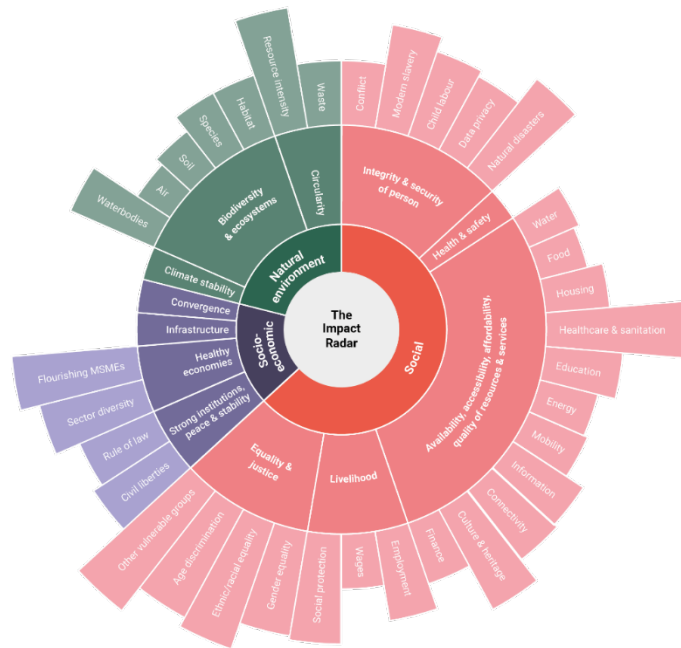 The
Impact
Radar
Social
Integrity & security
of person
Conflict
Modern slavery
Child labour
Data privacy
Natural disasters
Health & safety
Availability, accessibility, affordability,
quality of resources & services
Water
Food
Housing
Healthcare & sanitation
Education
Energy
Mobility
Information
Connectivity
Culture & heritage
Finance
Livelihood
Employment
Wages
Social protection
Equality &
justice
Gender equality
Ethnic/racial equality
Age discrimination
Other vulnerable groups
Socio-
economic
Strong institutions,
peace & stability
Civil liberties
Rule of law
Healthy
economies
Sector diversity
Flourishing MSMEs
Infrastructure
Convergence
Natural
environment
Climate stability
Biodiversity
& ecosystems
Waterbodies
Air
Soil
Species
Habitat
Circularity
Resource intensity
Waste